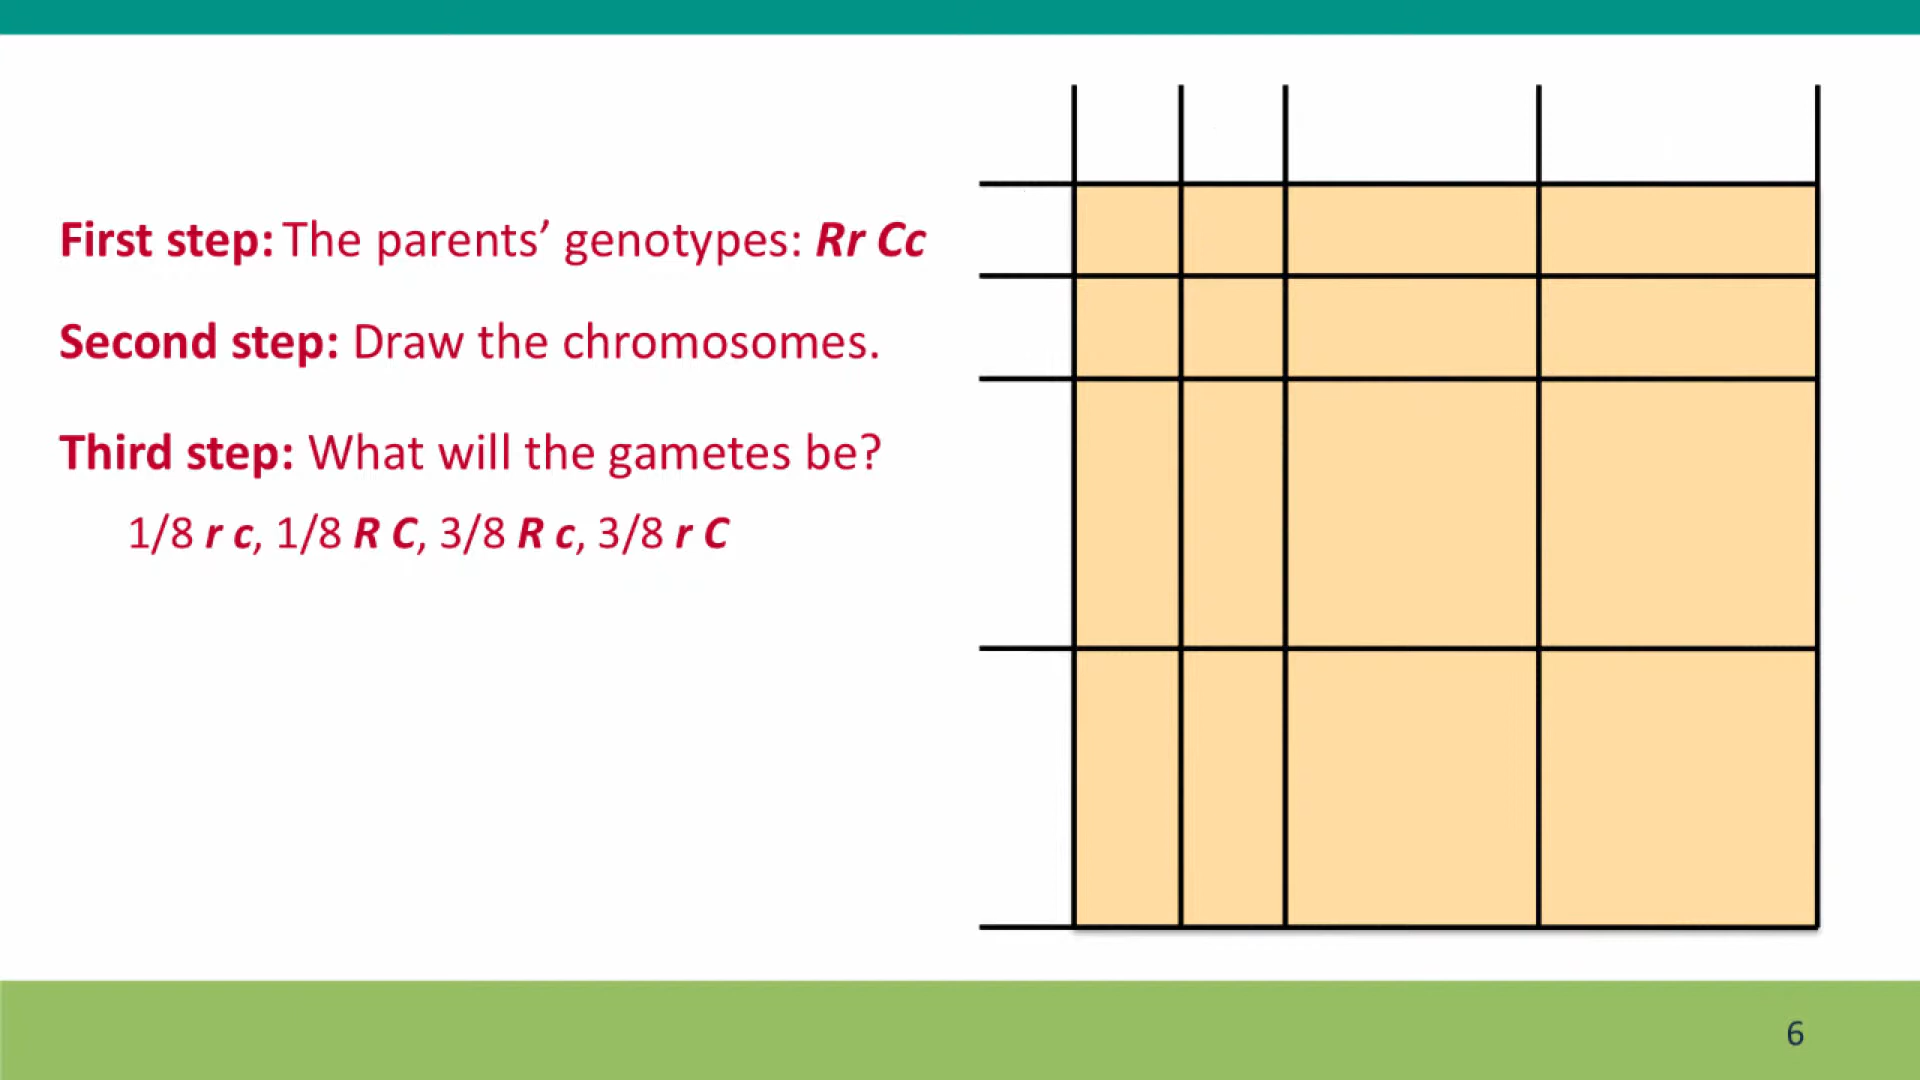 First step: The parents’ genotypes: Rr Cc
Second step: Draw the chromosomes.
Third step: What will the gametes be?
1/8 r c, 1/8 R C, 3/8 R c, 3/8 r C
6